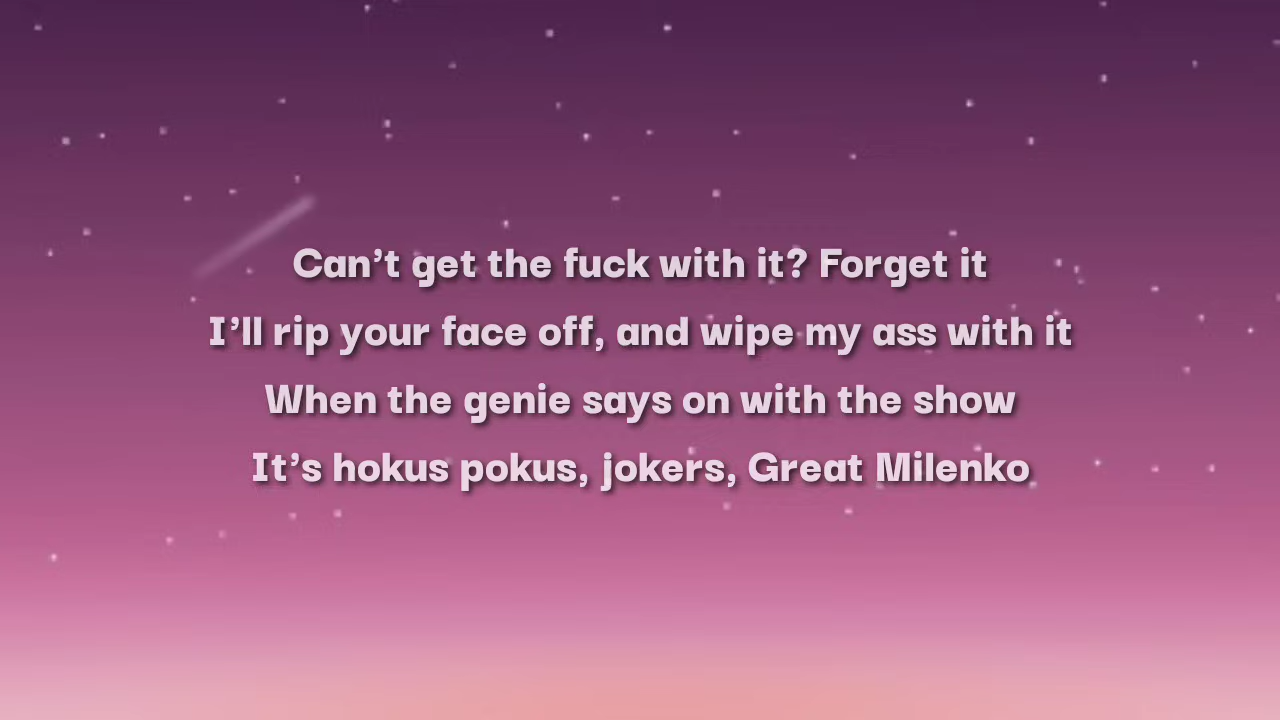 Can’t get the fuck with it? Forget it
I’ll rip your face off, and wipe my ass with it
When the genie says on with the show
It’s hokus pokus, jokers, Great Milenko